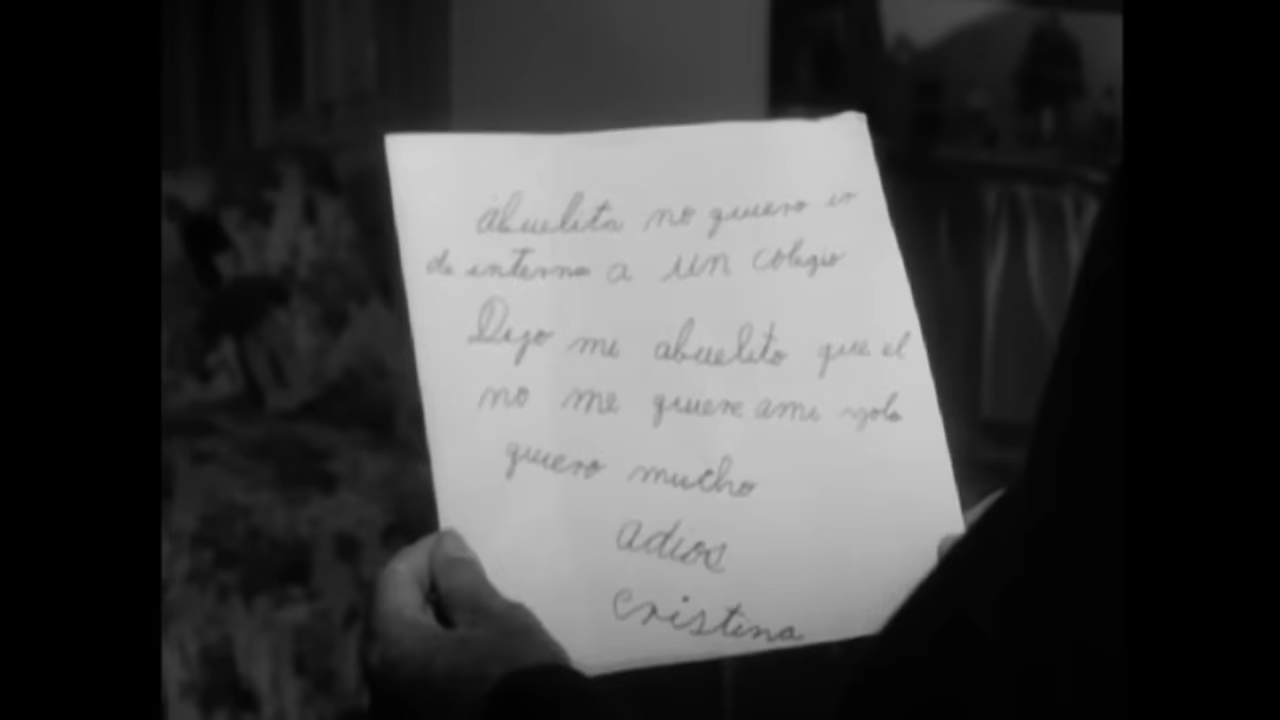 Abuelita no quiero ir
de interna a un colegio
Dijo mi abuelito que el
no me quiere ami yolo
quiero mucho
adios
Cristina